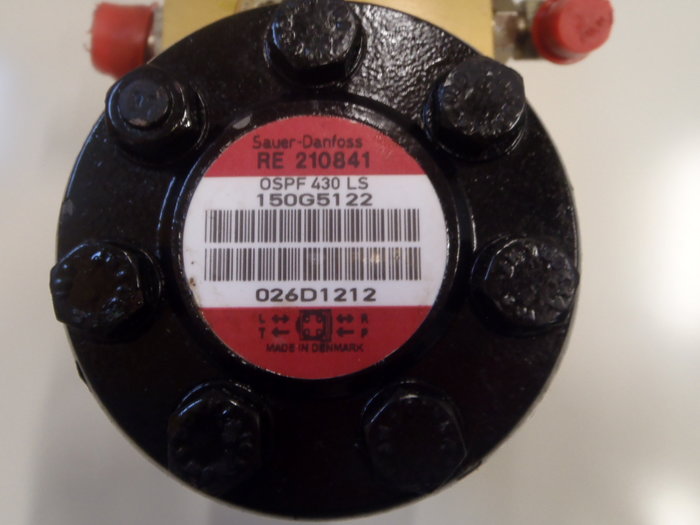 Sauer-Danfoss
RE 210841
OSPF 430 LS
150G5122
026D1212
L R
T P
MADE IN DENMARK